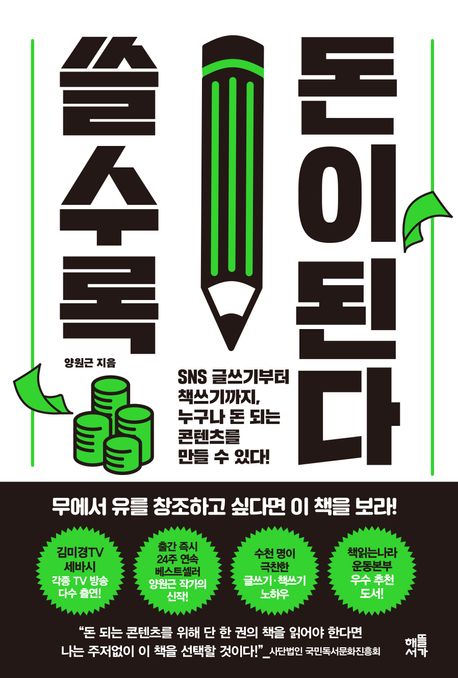 쓸수록
돈이된다
양원근 지음
SNS 글쓰기부터
책쓰기까지,
누구나 돈 되는
콘텐츠를
만들 수 있다!
무에서 유를 창조하고 싶다면 이 책을 보라!
김미경TV
세바시
각종 TV 방송
다수 출연!
출간 즉시
24주 연속
베스트셀러
양원근 작가의
신작!
수천 명이
극찬한
글쓰기·책쓰기
노하우
책읽는나라
운동본부
우수 추천
도서!
“돈 되는 콘텐츠를 위해 단 한 권의 책을 읽어야 한다면
나는 주저없이 이 책을 선택할 것이다!”_사단법인 국민독서문화진흥회
해뜰
서가